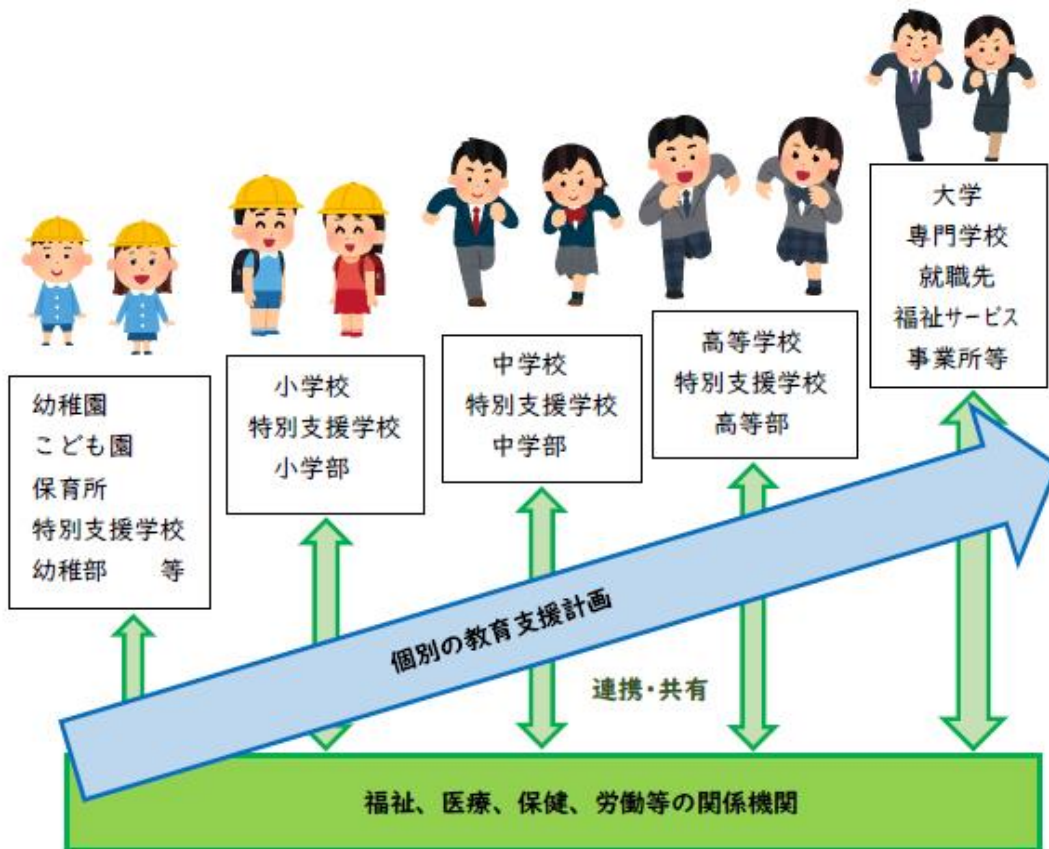 幼稚園
こども園
保育所
特別支援学校
幼稚部　　等
小学校
特別支援学校
小学部
中学校
特別支援学校
中学部
高等学校
特別支援学校
高等部
大学
専門学校
就職先
福祉サービス
事業所等
個別の教育支援計画
連携・共有
福祉、医療、保健、労働等の関係機関